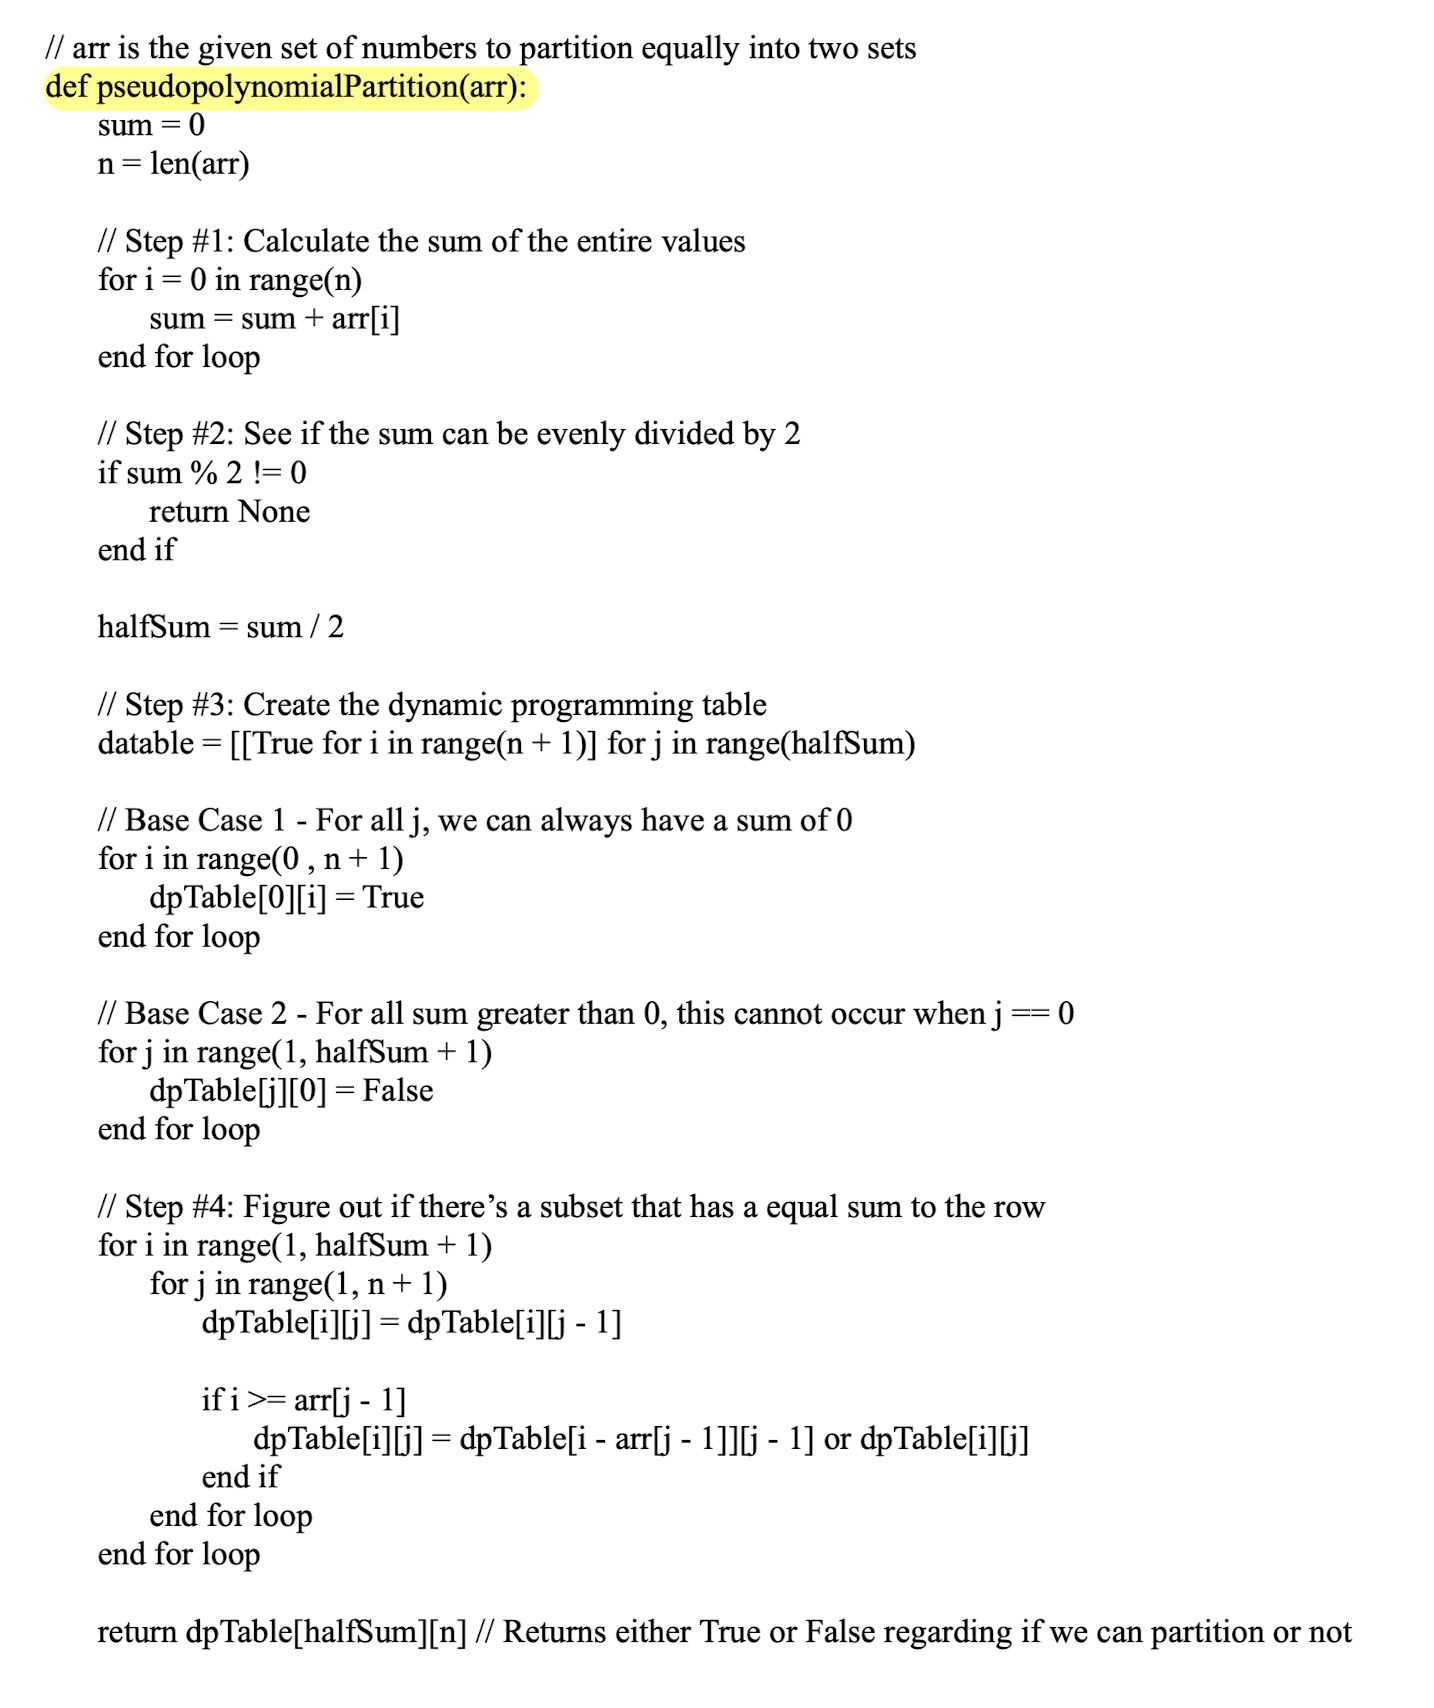 // arr is the given set of numbers to partition equally into two sets
def pseudopolynomialPartition(arr):
sum = 0
n = len(arr)
// Step #1: Calculate the sum of the entire values
for i = 0 in range(n)
sum = sum + arr[i]
end for loop
// Step #2: See if the sum can be evenly divided by 2
if sum % 2 != 0
return None
end if
halfSum = sum / 2
// Step #3: Create the dynamic programming table
datable = [[True for i in range(n + 1)] for j in range(halfSum)
// Base Case 1 - For all j, we can always have a sum of 0
for i in range(0 , n + 1)
dpTable[0][i] = True
end for loop
// Base Case 2 - For all sum greater than 0, this cannot occur when j == 0
for j in range(1, halfSum + 1)
dpTable[j][0] = False
end for loop
// Step #4: Figure out if there’s a subset that has a equal sum to the row
for i in range(1, halfSum + 1)
for j in range(1, n + 1)
dpTable[i][j] = dpTable[i][j - 1]
if i >= arr[j - 1]
dpTable[i][j] = dpTable[i - arr[j - 1]][j - 1] or dpTable[i][j]
end if
end for loop
end for loop
return dpTable[halfSum][n] // Returns either True or False regarding if we can partition or not